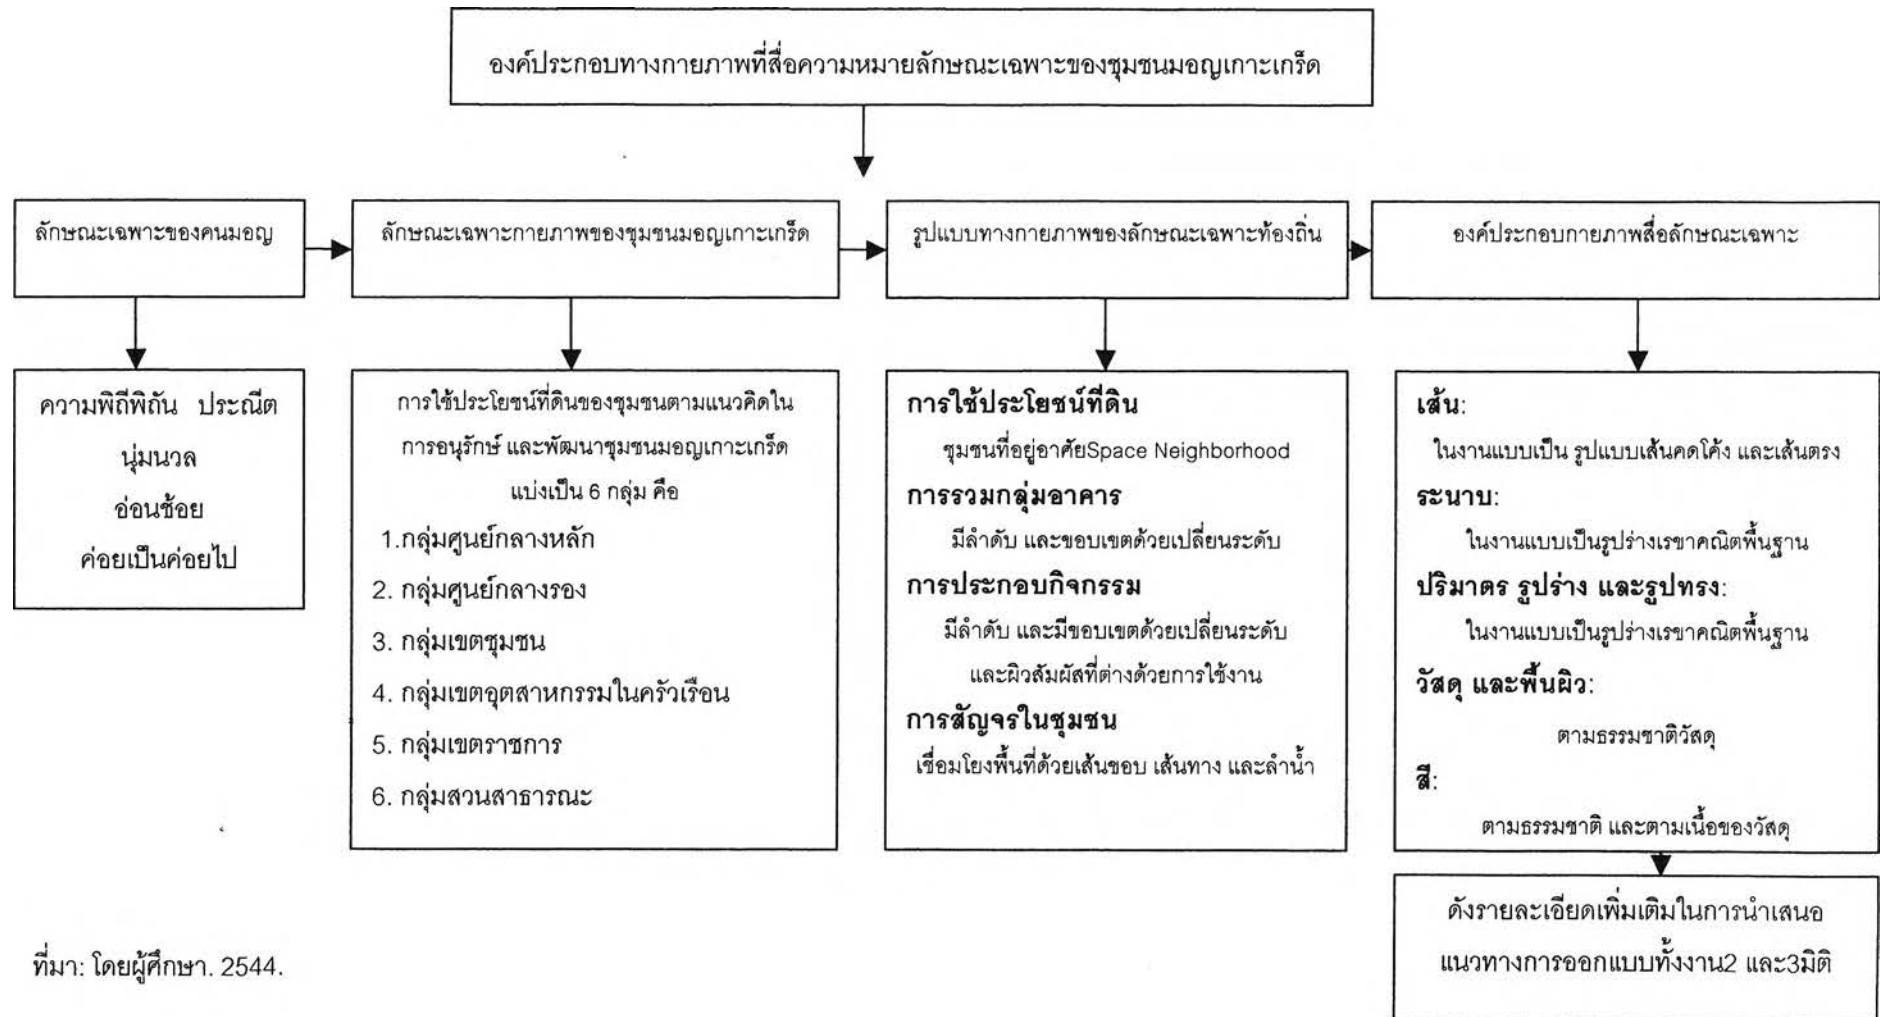 องค์ประกอบทางกายภาพที่สื่อความหมายลักษณะเฉพาะของชุมชนมอญเกาะเกร็ด
ลักษณะเฉพาะของคนมอญ
ลักษณะเฉพาะกายภาพของชุมชนมอญเกาะเกร็ด
รูปแบบทางกายภาพของลักษณะเฉพาะท้องถิ่น
องค์ประกอบกายภาพสื่อลักษณะเฉพาะ
ความพิถีพิถัน ประณีต
นุ่มนวล
อ่อนช้อย
ค่อยเป็นค่อยไป
การใช้ประโยชน์ที่ดินของชุมชนตามแนวคิดใน
การอนุรักษ์ และพัฒนาชุมชนมอญเกาะเกร็ด
แบ่งเป็น 6 กลุ่ม คือ
1.กลุ่มศูนย์กลางหลัก
2. กลุ่มศูนย์กลางรอง
3. กลุ่มเขตชุมชน
4. กลุ่มเขตอุตสาหกรรมในครัวเรือน
5. กลุ่มเขตราชการ
6. กลุ่มสวนสาธารณะ
การใช้ประโยชน์ที่ดิน
ชุมชนที่อยู่อาศัยSpace Neighborhood
การรวมกลุ่มอาคาร
มีลำดับ และขอบเขตด้วยเปลี่ยนระดับ
การประกอบกิจกรรม
มีลำดับ และมีขอบเขตด้วยเปลี่ยนระดับ
และผิวสัมผัสที่ต่างด้วยการใช้งาน
การสัญจรในชุมชน
เชื่อมโยงพื้นที่ด้วยเส้นขอบ เส้นทาง และลำน้ำ
เส้น:
ในงานแบบเป็น รูปแบบเส้นคดโค้ง และเส้นตรง
ระนาบ:
ในงานแบบเป็นรูปร่างเรขาคณิตพื้นฐาน
ปริมาตร รูปร่าง และรูปทรง:
ในงานแบบเป็นรูปร่างเรขาคณิตพื้นฐาน
วัสดุ และพื้นผิว:
ตามธรรมชาติวัสดุ
สี:
ตามธรรมชาติ และตามเนื้อของวัสดุ
ดังรายละเอียดเพิ่มเติมในการนำเสนอ
แนวทางการออกแบบทั้งงาน2 และ3มิติ
ที่มา: โดยผู้ศึกษา. 2544.